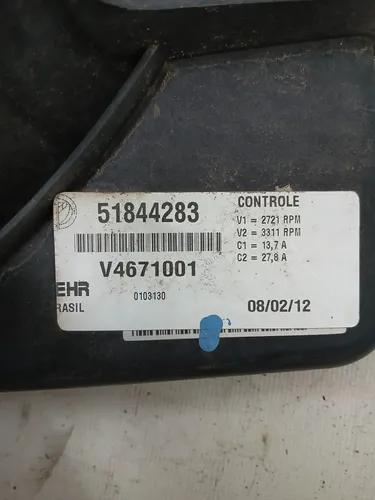 51844283
V4671001
EHR
RASIL
0103130
CONTROLE
V1 = 2721 RPM
V2 = 3311 RPM
C1 = 13,7 A
C2 = 27,8 A
08/02/12